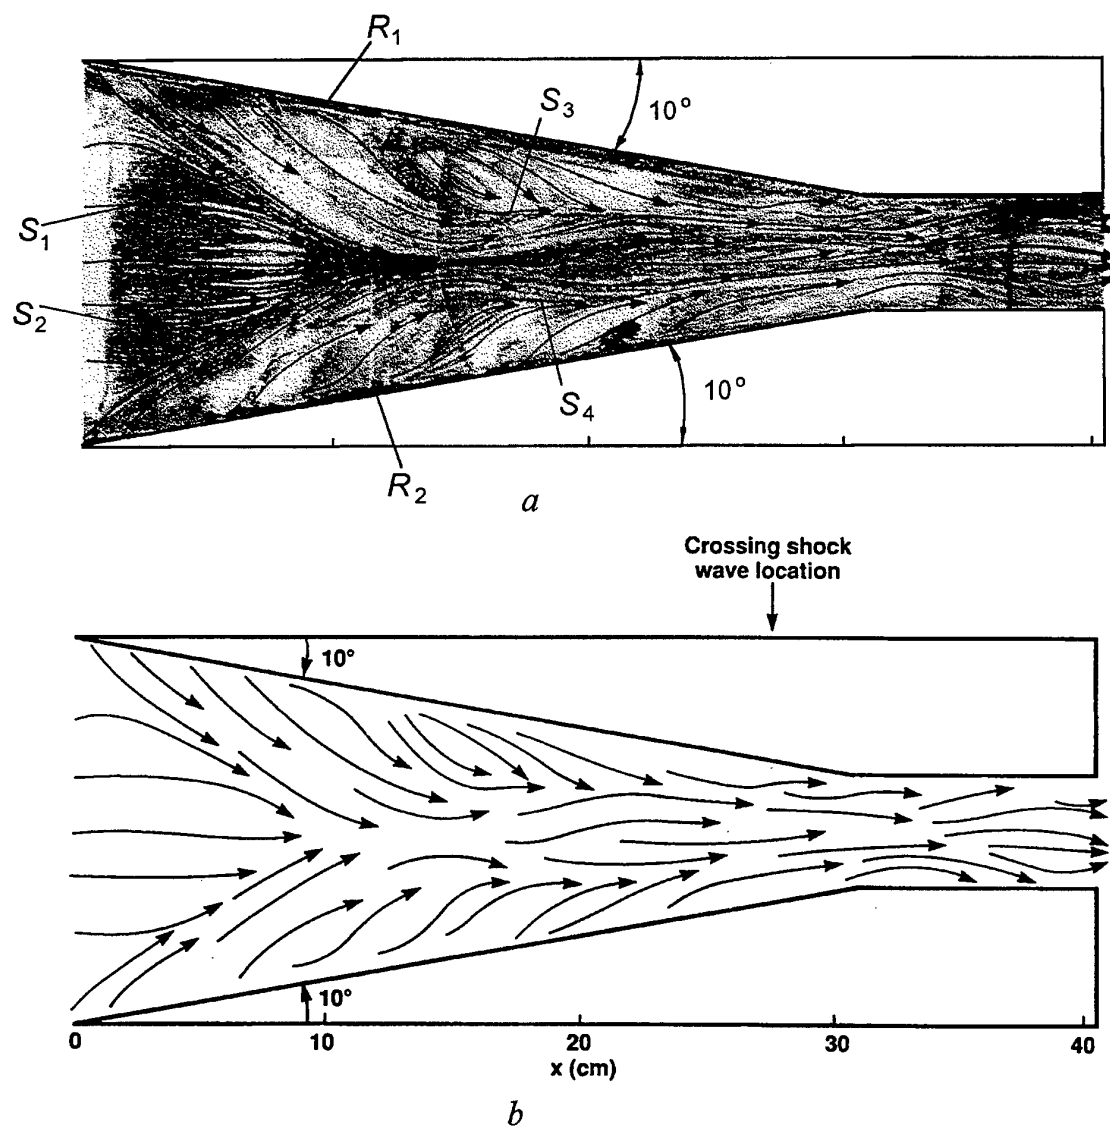 R1
S3
10°
S1
S2
10°
S4
R2
a
Crossing shock
wave location
10°
10°
0
10
20
30
40
x (cm)
b